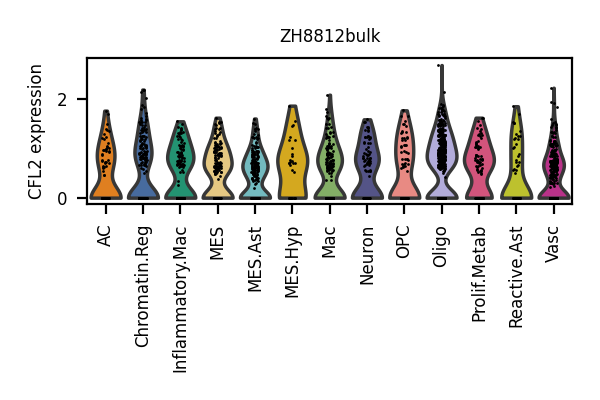 ZH8812bulk
CFL2 expression
2
0
AC
Chromatin.Reg
Inflammatory.Mac
MES
MES.Ast
MES.Hyp
Mac
Neuron
OPC
Oligo
Prolif.Metab
Reactive.Ast
Vasc